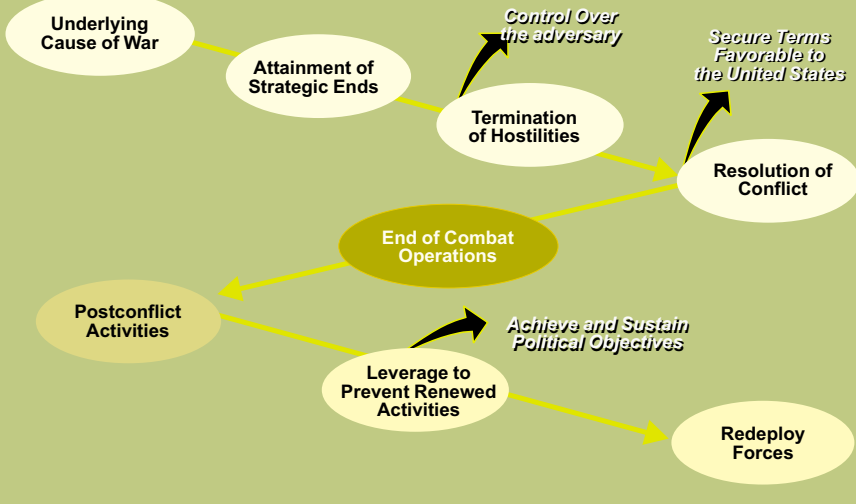 Underlying
Cause of War
Control Over
the adversary
Attainment of
Strategic Ends
Secure Terms
Favorable to
the United States
Termination
of Hostilities
Resolution of
Conflict
End of Combat
Operations
Postconflict
Activities
Achieve and Sustain
Political Objectives
Leverage to
Prevent Renewed
Activities
Redeploy
Forces